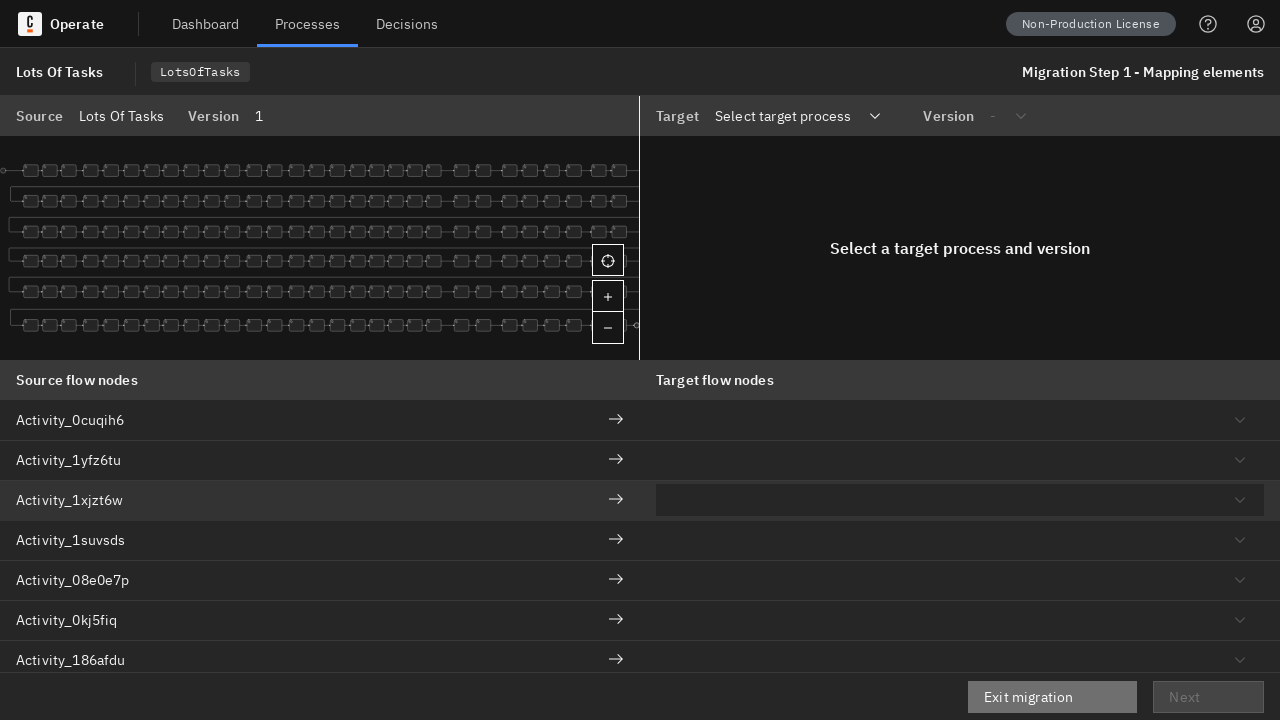 Operate Dashboard Processes Decisions Non-Production License
Lots Of Tasks LotsOfTasks Migration Step 1 - Mapping elements
Source Lots Of Tasks Version 1 Target Select target process Version -
Select a target process and version
Source flow nodes Target flow nodes
Activity_0cuqih6
Activity_1yfz6tu
Activity_1xjzt6w
Activity_1suvsds
Activity_08e0e7p
Activity_0kj5fiq
Activity_186afdu
Exit migration Next